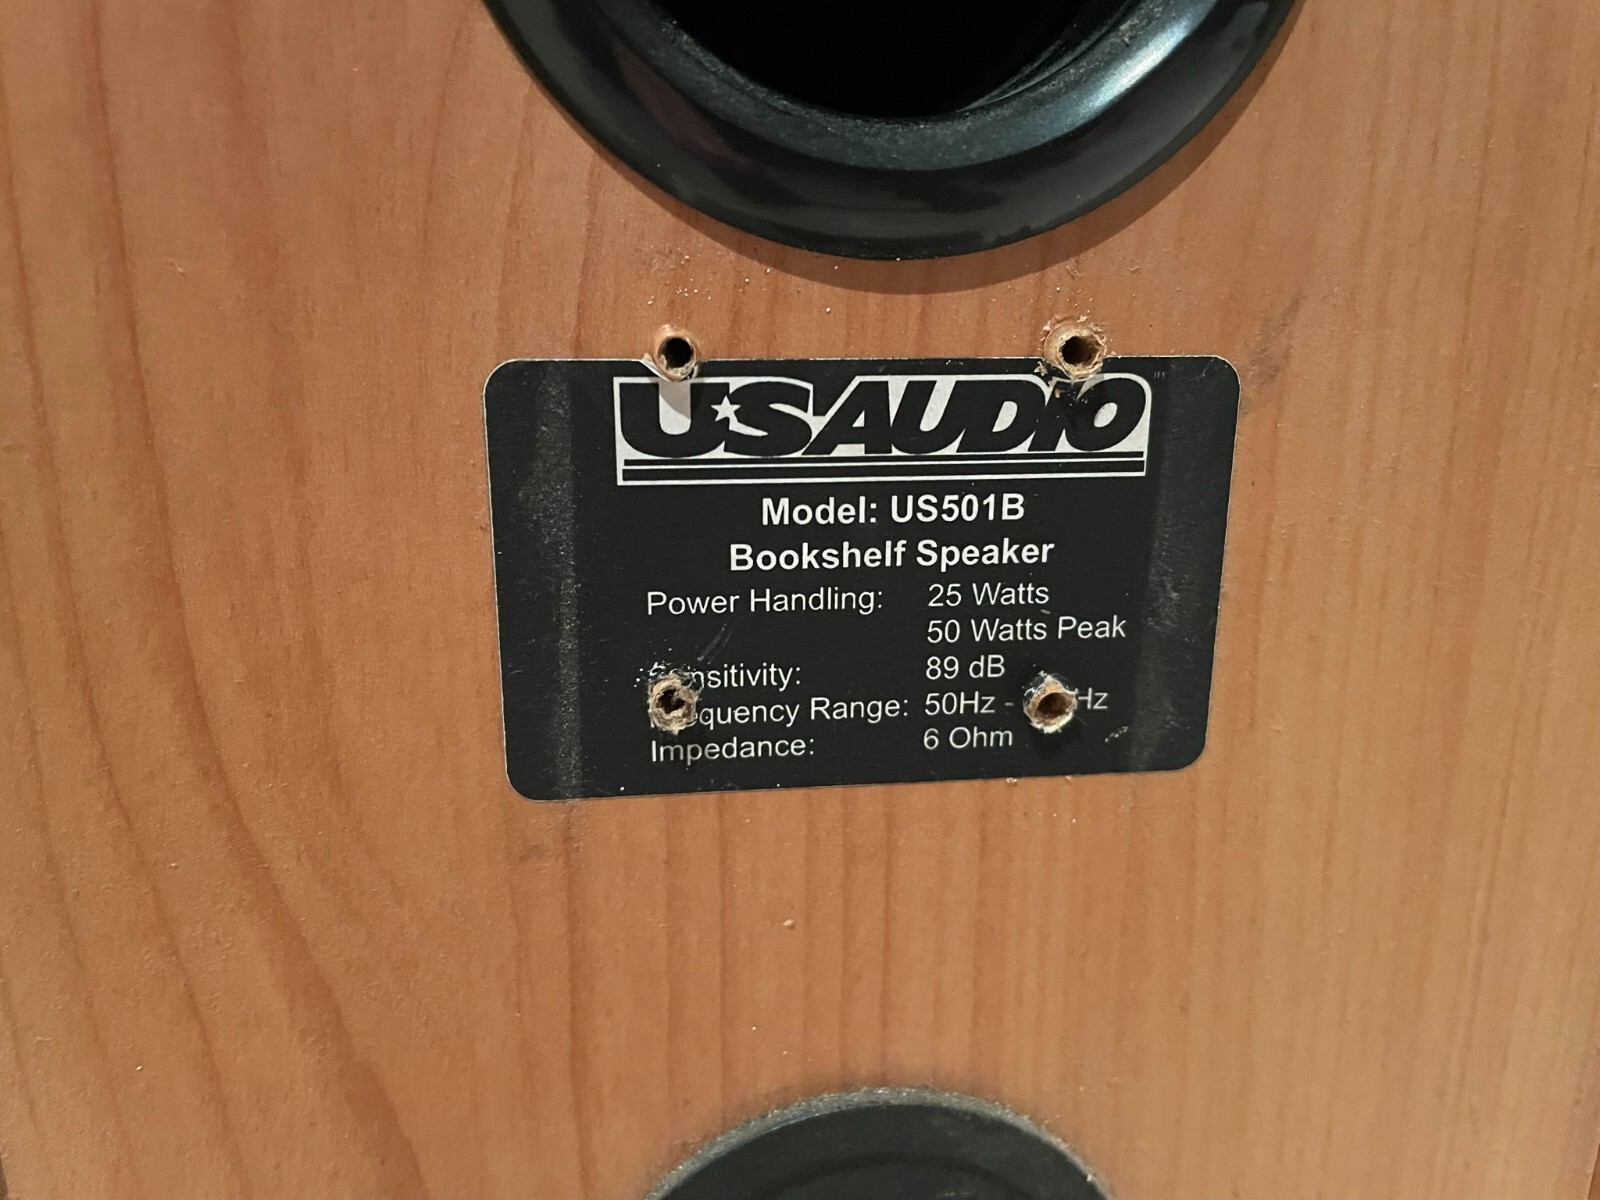 USAUDIO
Model: US501B
Bookshelf Speaker
Power Handling: 25 Watts
50 Watts Peak
Sensitivity: 89 dB
Frequency Range: 50Hz -
Impedance: 6 Ohm